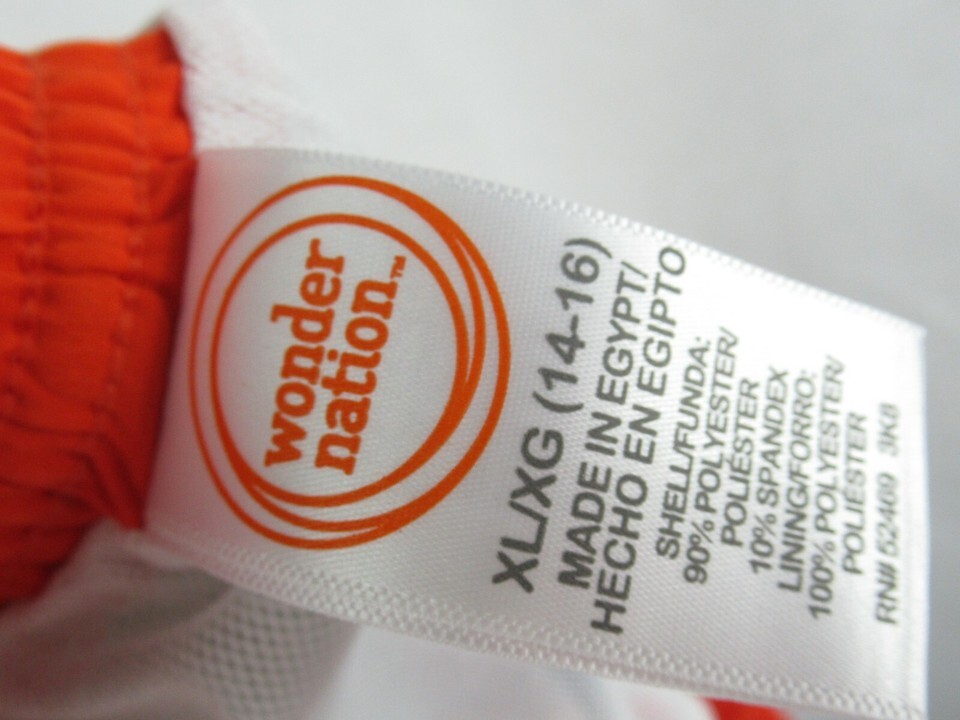 wonder
nation™
XL/XG (14-16)
MADE IN EGYPT/
HECHO EN EGIPTO
SHELL/FUNDA:
90% POLYESTER/
POLIÉSTER
10% SPANDEX
LINING/FORRO:
100% POLYESTER/
POLIÉSTER
RN# 52469 3K8